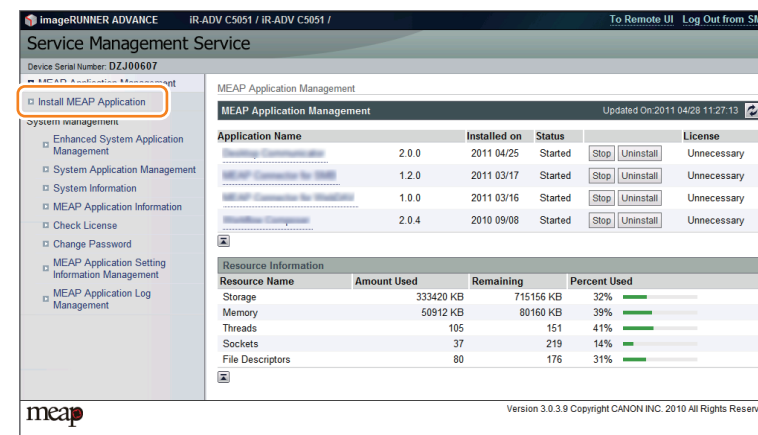 imageRUNNER ADVANCE iR-ADV C5051 / iR-ADV C5051 / To Remote UI Log Out from SM
Service Management Service
Device Serial Number: DZJ00607
MEAP Application Management
Install MEAP Application
System Management
Enhanced System Application
Management
System Application Management
System Information
MEAP Application Information
Check License
Change Password
MEAP Application Setting
Information Management
MEAP Application Log
Management
MEAP Application Management
MEAP Application Management Updated On:2011 04/28 11:27:13
Application Name Installed on Status License
2.0.0 2011 04/25 Started Stop Uninstall Unnecessary
1.2.0 2011 03/17 Started Stop Uninstall Unnecessary
1.0.0 2011 03/16 Started Stop Uninstall Unnecessary
2.0.4 2010 09/08 Started Stop Uninstall Unnecessary
Resource Information
Resource Name Amount Used Remaining Percent Used
Storage 333420 KB 715156 KB 32%
Memory 50912 KB 80160 KB 39%
Threads 105 151 41%
Sockets 37 219 14%
File Descriptors 80 176 31%
meap
Version 3.0.3.9 Copyright CANON INC. 2010 All Rights Reserv